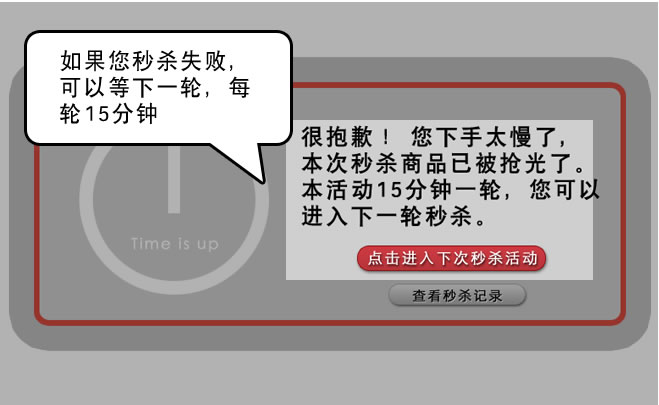 如果您秒杀失败,
可以等下一轮, 每
轮15分钟
很抱歉! 您下手太慢了,
本次秒杀商品已被抢光了。
本活动15分钟一轮, 您可以
进入下一轮秒杀。
Time is up
点击进入下次秒杀活动
查看秒杀记录